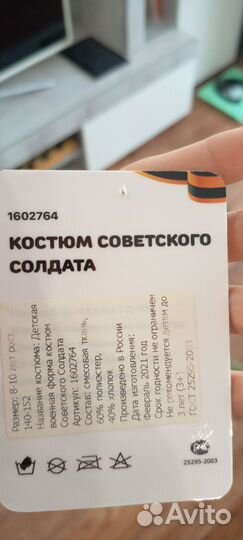 1602764
КОСТЮМ СОВЕТСКОГО
СОЛДАТА
Размер: 8-10 лет рост
140-152
Название костюма: Детская
военная форма костюм
Советского Солдата
Артикул: 1602764
Состав: смесовая ткань,
60% полиэстер,
40% хлопок
Произведено в России
Дата изготовления:
Февраль 2021.год
Срок годности не ограничен
Не рекомендуется детям до
3 лет (3+)
ГОСТ 25295-2003
РСТ
25295-2003
Avito